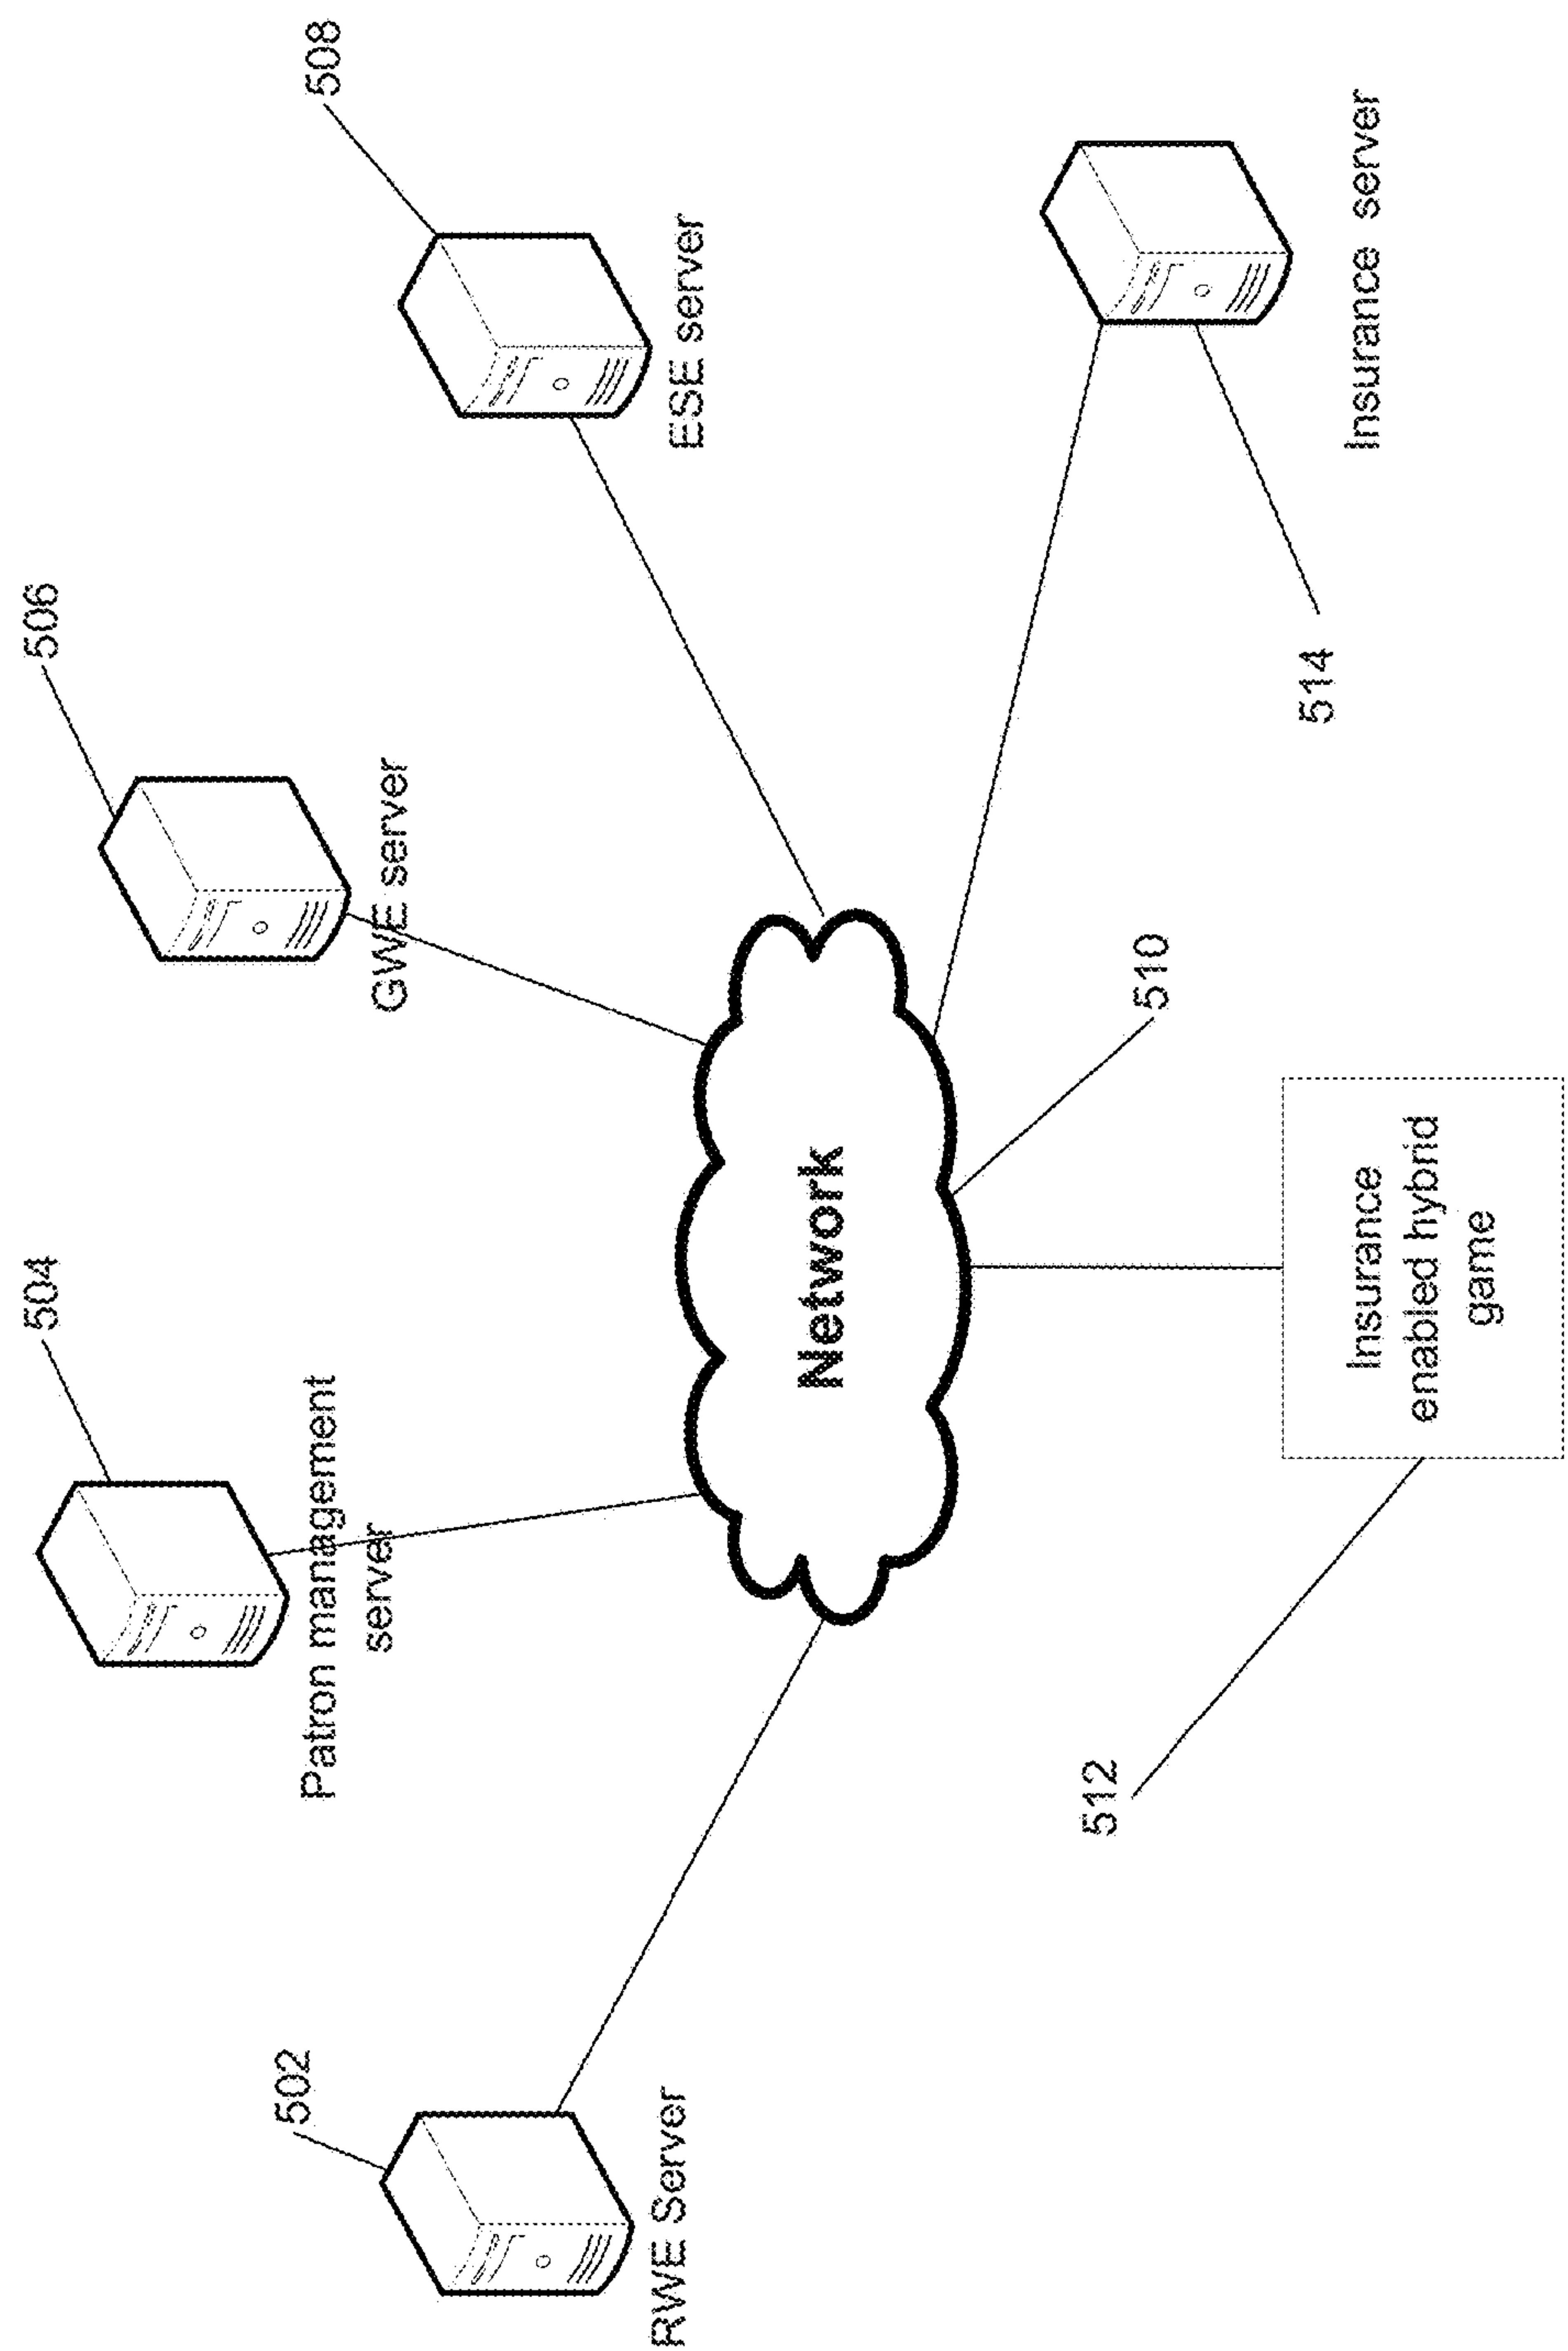 504
506
508
502
Patron management
server
GWE server
ESE server
RWE Server
Network
510
512
514
Insurance
enabled hybrid
game
Insurance server